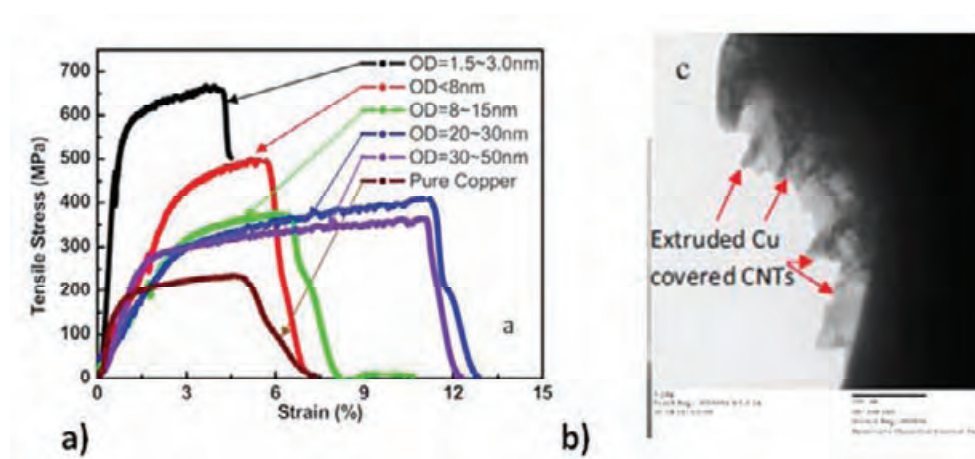 700
600
500
400
300
200
100
0
Tensile Stress (MPa)
0
3
6
9
12
15
Strain (%)
OD=1.5~3.0nm
OD<8nm
OD=8~15nm
OD=20~30nm
OD=30~50nm
Pure Copper
a
a)
c
Extruded Cu
covered CNTs
b)